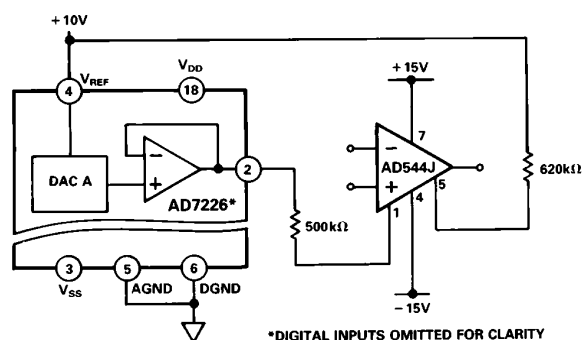 +10V
VREF
4
VDD
18
+15V
7
−
DAC A
+
2
AD7226*
−
AD544J
+
5
1
4
620kΩ
500kΩ
3
5
6
VSS
AGND
DGND
−15V
*DIGITAL INPUTS OMITTED FOR CLARITY